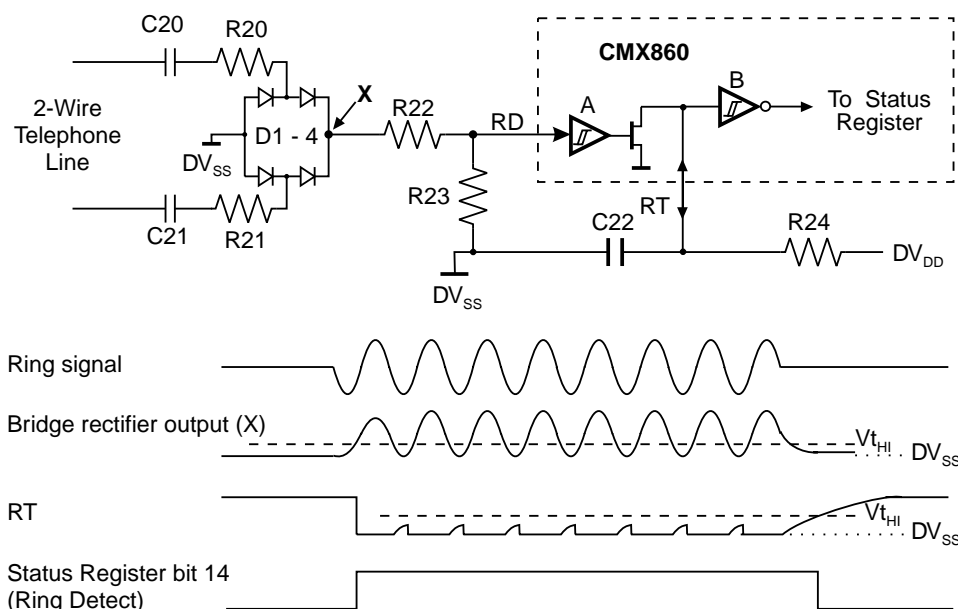 C20
R20
CMX860
X
B
A
R22
2-Wire
Telephone
Line
D1 - 4
RD
To Status
Register
DVSS
R23
RT
C21
R21
C22
R24
DVDD
DVSS
Ring signal
Bridge rectifier output (X)
VtHI
DVSS
RT
VtHI
DVSS
Status Register bit 14
(Ring Detect)